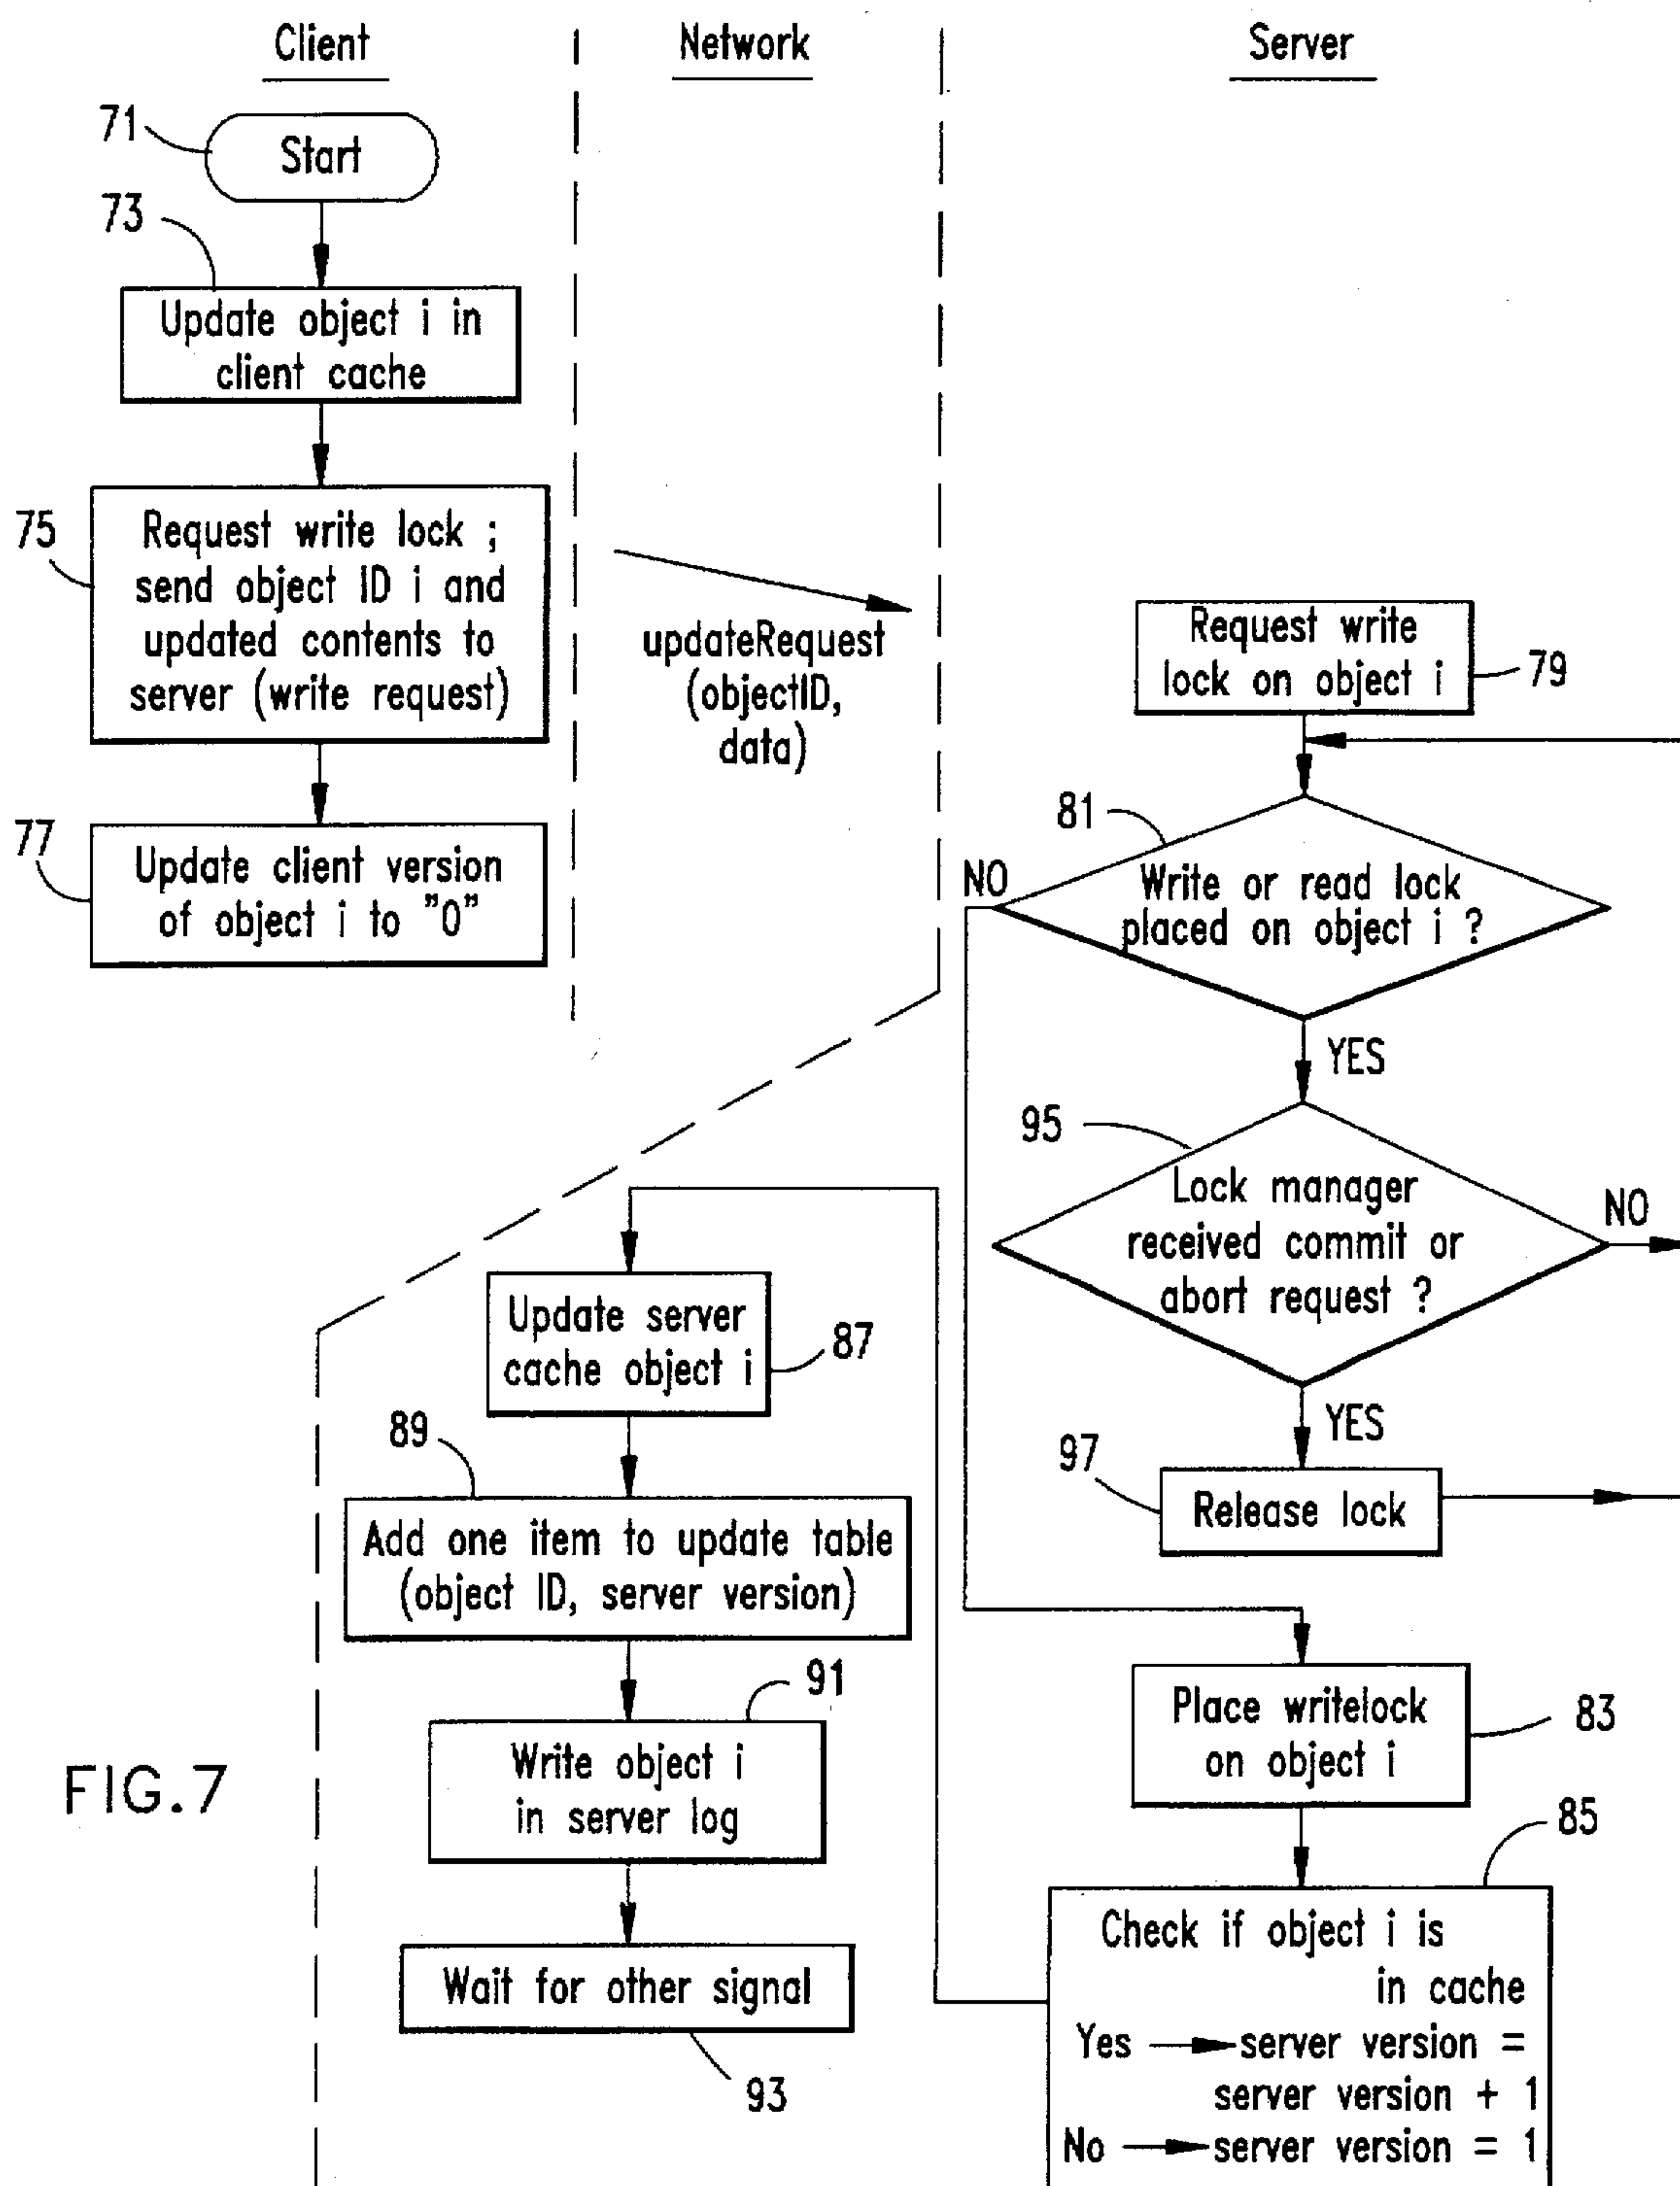 Client
Network
Server
71
Start
73
Update object i in
client cache
75
Request write lock ;
send object ID i and
updated contents to
server (write request)
77
Update client version
of object i to "0"
updateRequest
(objectID,
data)
Request write
lock on object i
79
81
NO
Write or read lock
placed on object i ?
YES
95
Lock manager
received commit or
abort request ?
NO
YES
97
Release lock
Place writelock
on object i
83
85
Check if object i is
in cache
Yes server version =
server version + 1
No server version = 1
Update server
cache object i
87
89
Add one item to update table
(object ID, server version)
91
Write object i
in server log
Wait for other signal
93
FIG.7